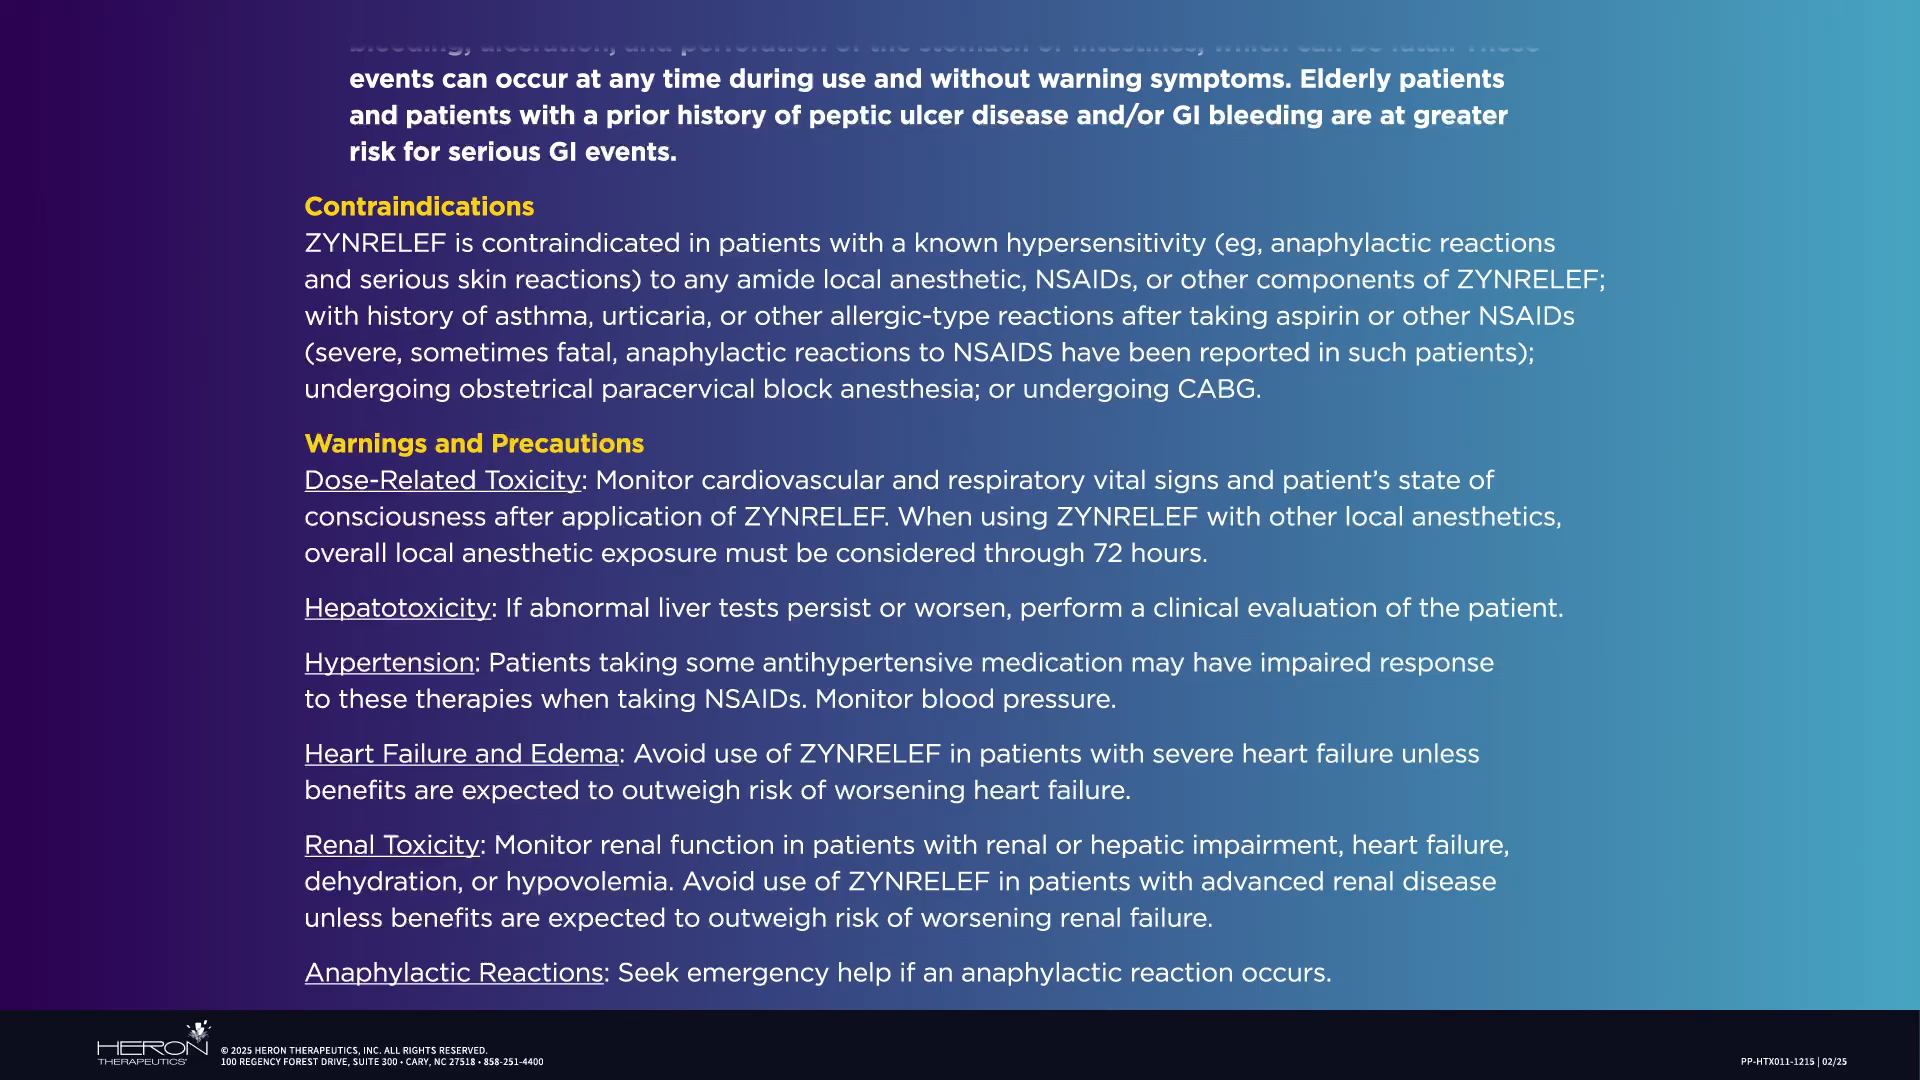 events can occur at any time during use and without warning symptoms. Elderly patients
and patients with a prior history of peptic ulcer disease and/or GI bleeding are at greater
risk for serious GI events.
Contraindications
ZYNRELEF is contraindicated in patients with a known hypersensitivity (eg, anaphylactic reactions
and serious skin reactions) to any amide local anesthetic, NSAIDs, or other components of ZYNRELEF;
with history of asthma, urticaria, or other allergic-type reactions after taking aspirin or other NSAIDs
(severe, sometimes fatal, anaphylactic reactions to NSAIDS have been reported in such patients);
undergoing obstetrical paracervical block anesthesia; or undergoing CABG.
Warnings and Precautions
Dose-Related Toxicity: Monitor cardiovascular and respiratory vital signs and patient’s state of
consciousness after application of ZYNRELEF. When using ZYNRELEF with other local anesthetics,
overall local anesthetic exposure must be considered through 72 hours.
Hepatotoxicity: If abnormal liver tests persist or worsen, perform a clinical evaluation of the patient.
Hypertension: Patients taking some antihypertensive medication may have impaired response
to these therapies when taking NSAIDs. Monitor blood pressure.
Heart Failure and Edema: Avoid use of ZYNRELEF in patients with severe heart failure unless
benefits are expected to outweigh risk of worsening heart failure.
Renal Toxicity: Monitor renal function in patients with renal or hepatic impairment, heart failure,
dehydration, or hypovolemia. Avoid use of ZYNRELEF in patients with advanced renal disease
unless benefits are expected to outweigh risk of worsening renal failure.
Anaphylactic Reactions: Seek emergency help if an anaphylactic reaction occurs.
HERON
THERAPEUTICS
© 2025 HERON THERAPEUTICS, INC. ALL RIGHTS RESERVED.
100 REGENCY FOREST DRIVE, SUITE 300 • CARY, NC 27518 • 858-251-4400
PP-HTX011-1215 | 02/25